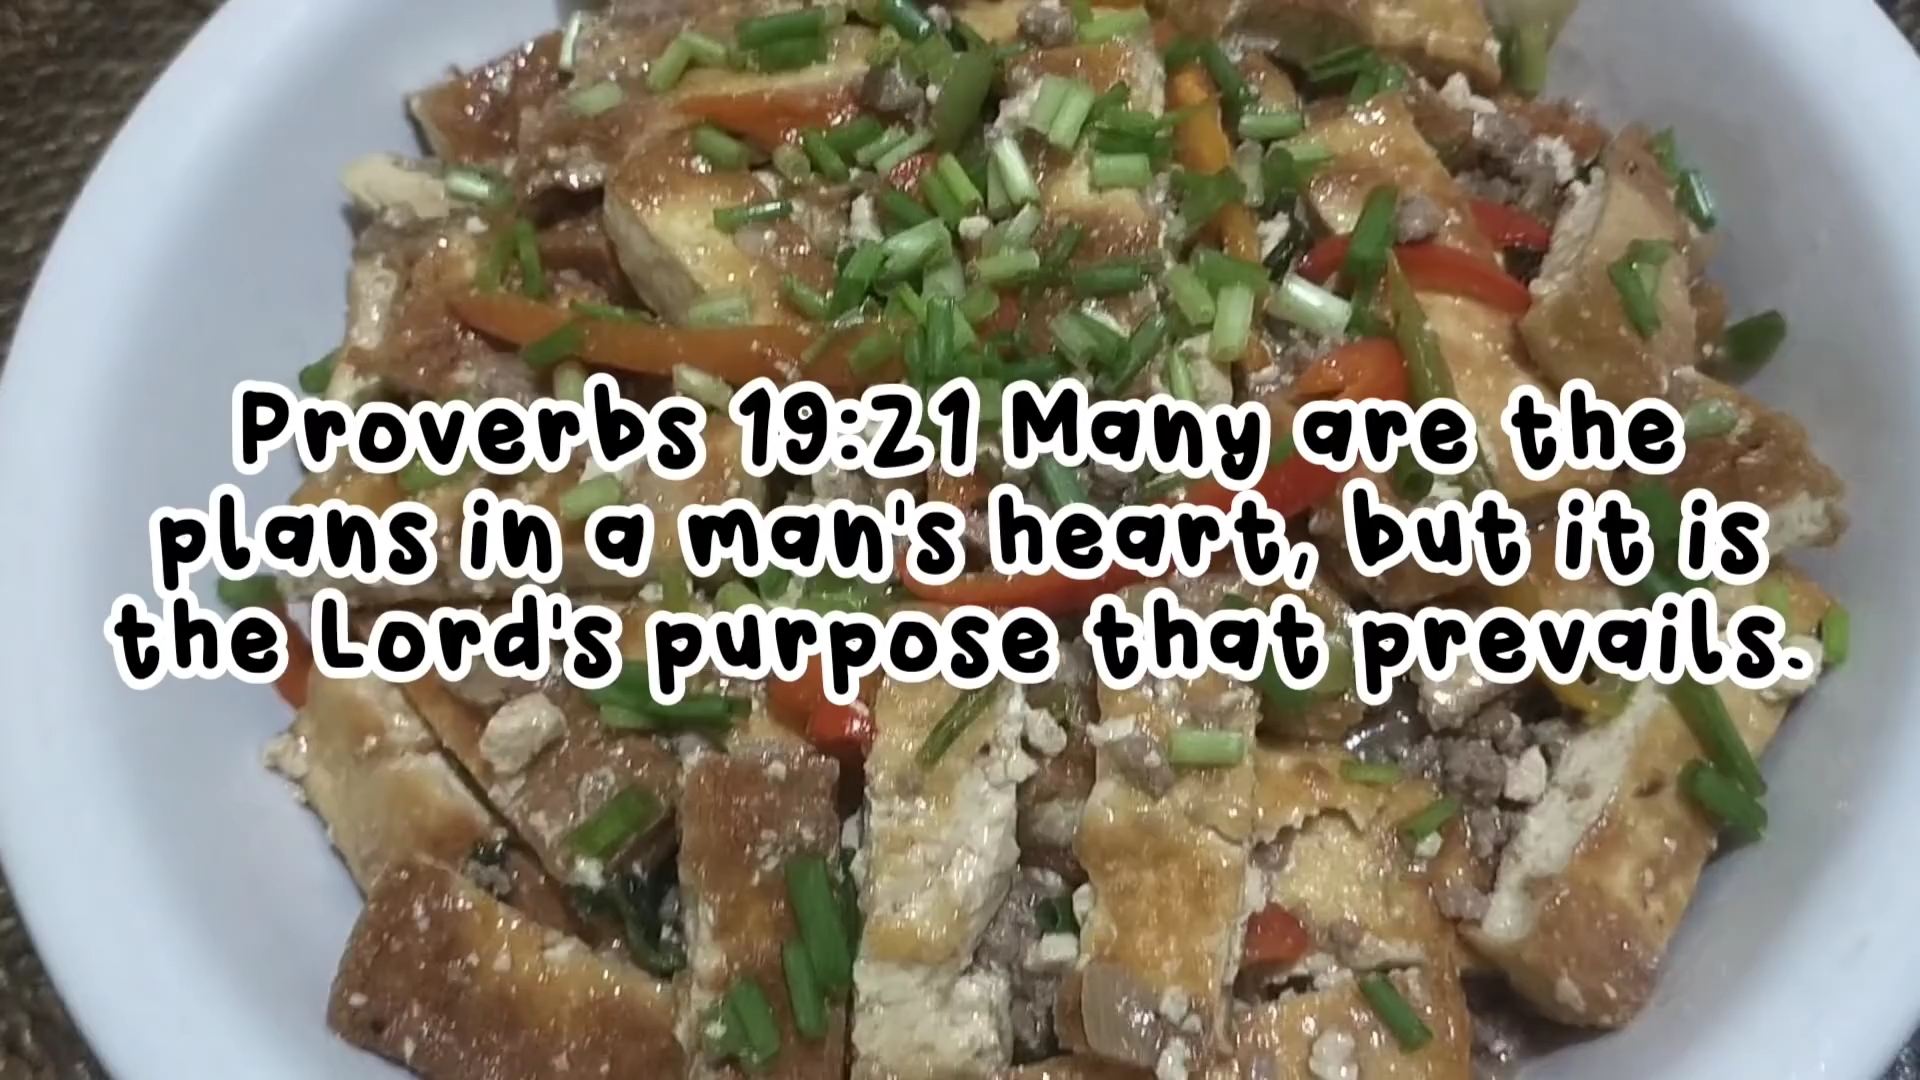 Proverbs 19:21 Many are the
plans in a man's heart, but it is
the Lord's purpose that prevails.